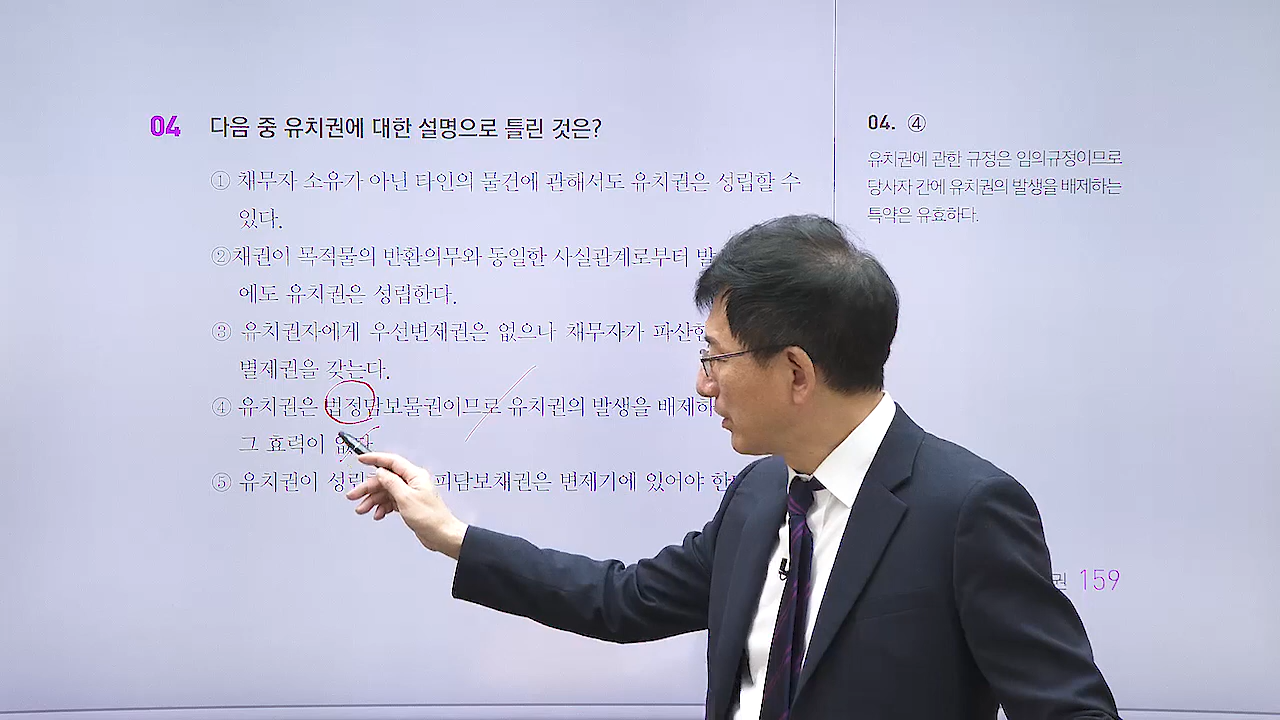 04 다음 중 유치권에 대한 설명으로 틀린 것은?
① 채무자 소유가 아닌 타인의 물건에 관해서도 유치권은 성립할 수
있다.
②채권이 목적물의 반환의무와 동일한 사실관계로부터
에도 유치권은 성립한다.
③ 유치권자에게 우선변제권은 없으나 채무자가
별제권을 갖는다.
④ 유치권은 법정담보물권이므로 유치권의 발생을
그 효력이 없다.
⑤ 유치권이 피담보채권은 변제기에 있어야
04. ④
유치권에 관한 규정은 임의규정이므로
당사자 간에 유치권의 발생을 배제하는
특약은 유효하다.
159